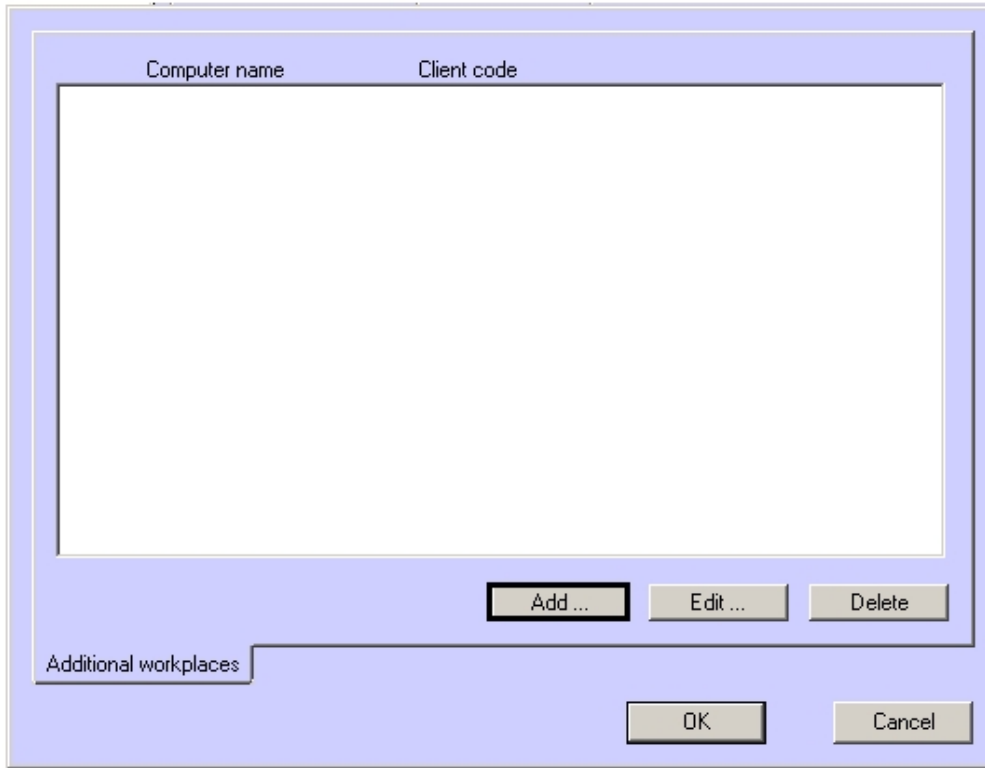 Computer name Client code
Add ... Edit ... Delete
Additional workplaces
OK Cancel